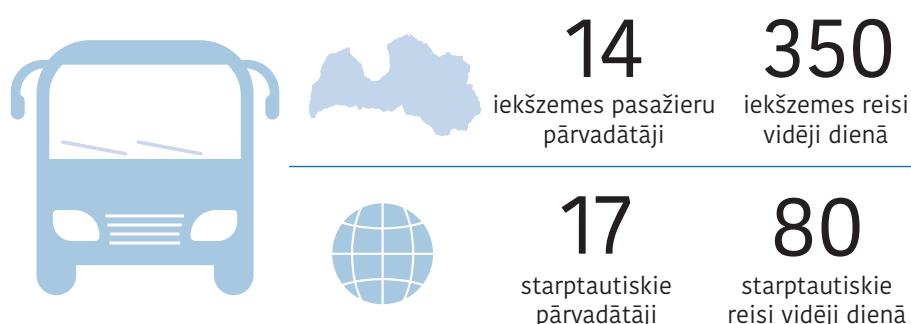 14
iekšzemes pasažieru
pārvadātāji
350
iekšzemes reisi
vidēji dienā
17
starptautiskie
pārvadātāji
80
starptautiskie
reisi vidēji dienā